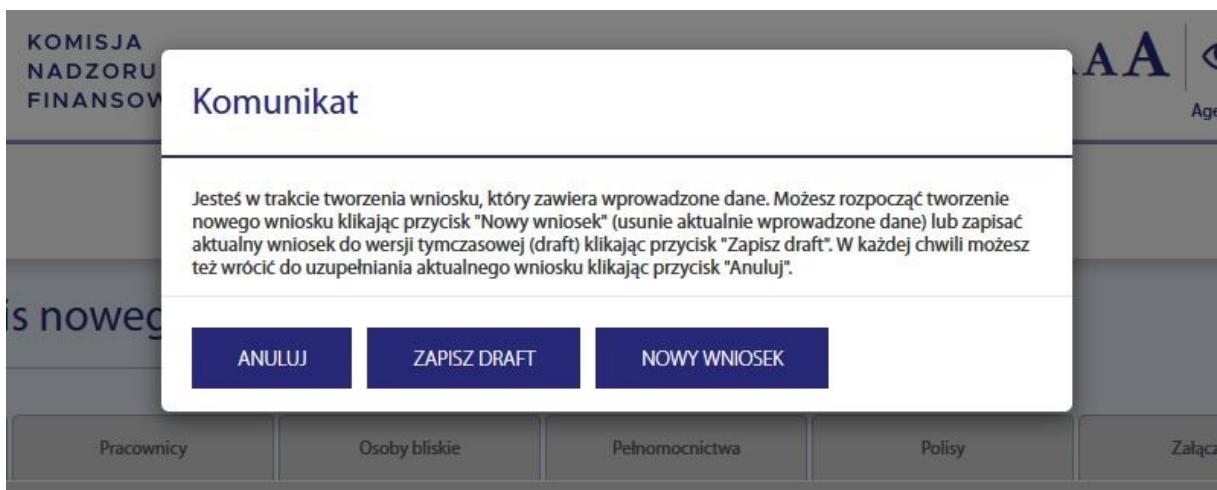 KOMISJA
NADZORU
FINANSOW
AA
Age
Komunikat
Jesteś w trakcie tworzenia wniosku, który zawiera wprowadzone dane. Możesz rozpocząć tworzenie
nowego wniosku klikając przycisk "Nowy wniosek" (usunie aktualnie wprowadzone dane) lub zapisać
aktualny wniosek do wersji tymczasowej (draft) klikając przycisk "Zapisz draft". W każdej chwili możesz
też wrócić do uzupełniania aktualnego wniosku klikając przycisk "Anuluj".
is noweg
ANULUJ ZAPISZ DRAFT NOWY WNIOSEK
Pracownicy Osoby bliskie Pełnomocnictwa Polisy Załącz